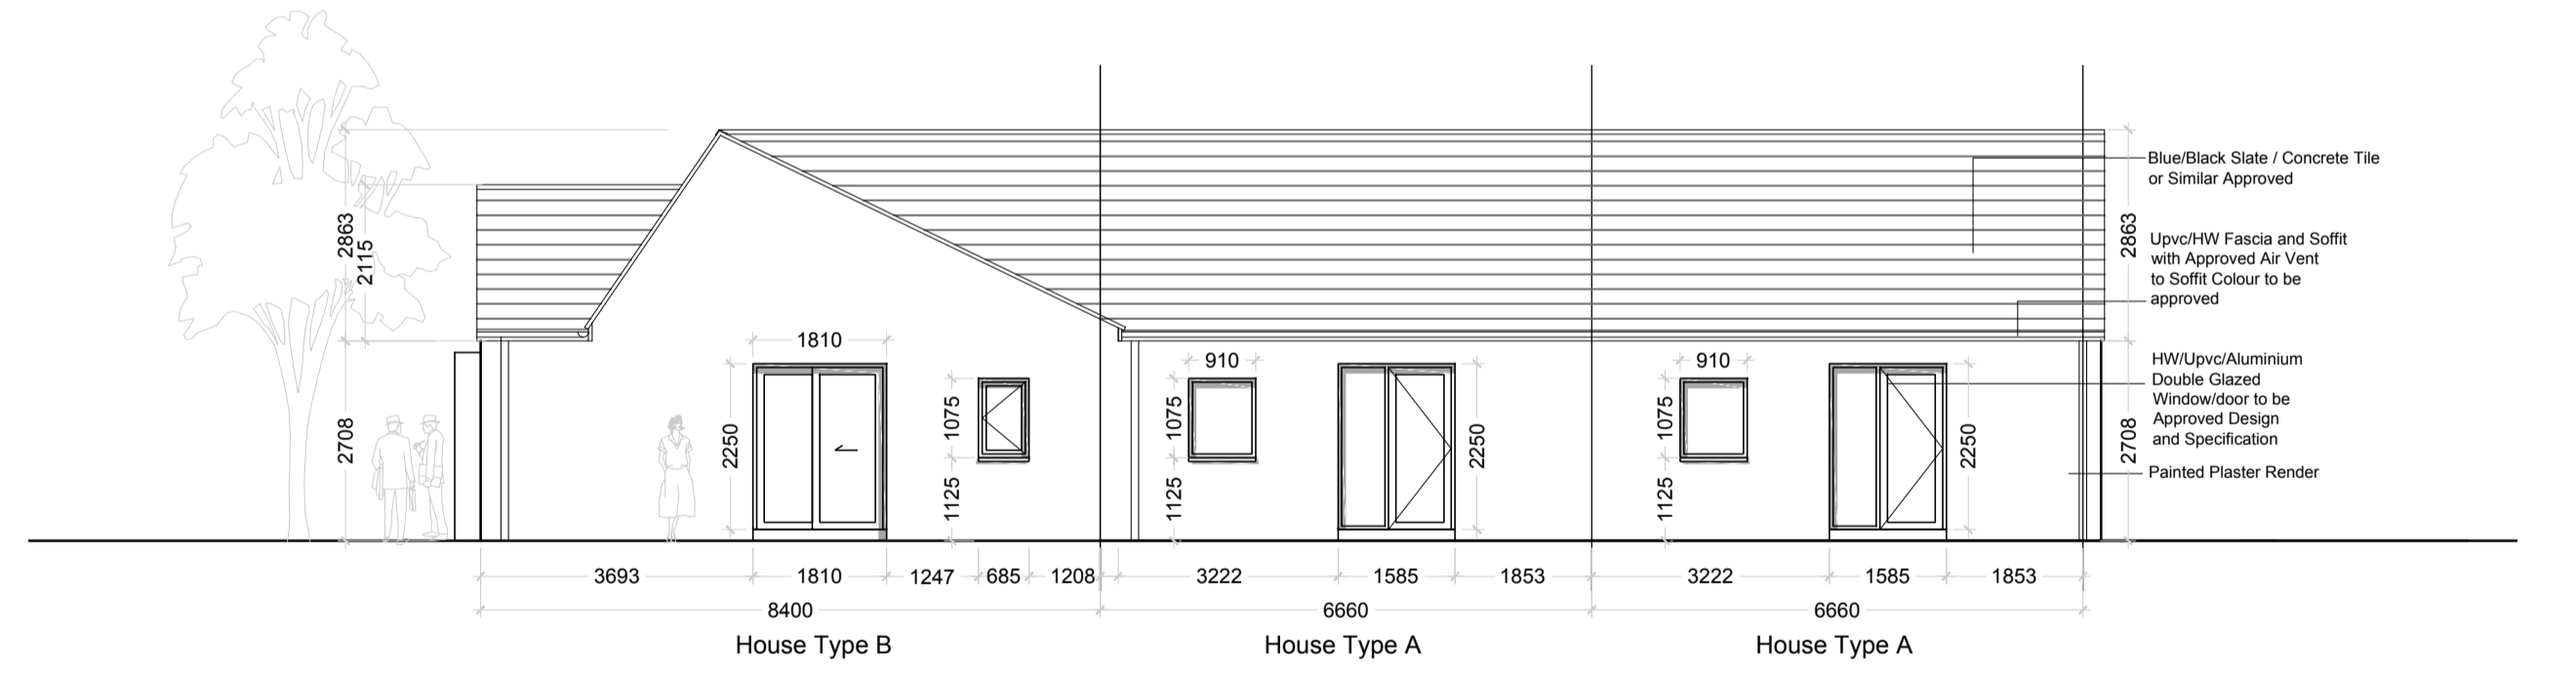 Blue/Black Slate / Concrete Tile
or Similar Approved
2863
2115
2863
Upvc/HW Fascia and Soffit
with Approved Air Vent
to Soffit Colour to be
approved
1810
910
910
HW/Upvc/Aluminium
Double Glazed
Window/door to be
Approved Design
and Specification
2708
2250
1075
1125
1075
1125
2250
1075
1125
2250
2708
Painted Plaster Render
3693 1810 1247 685 1208 3222 1585 1853 3222 1585 1853
8400 6660 6660
House Type B House Type A House Type A